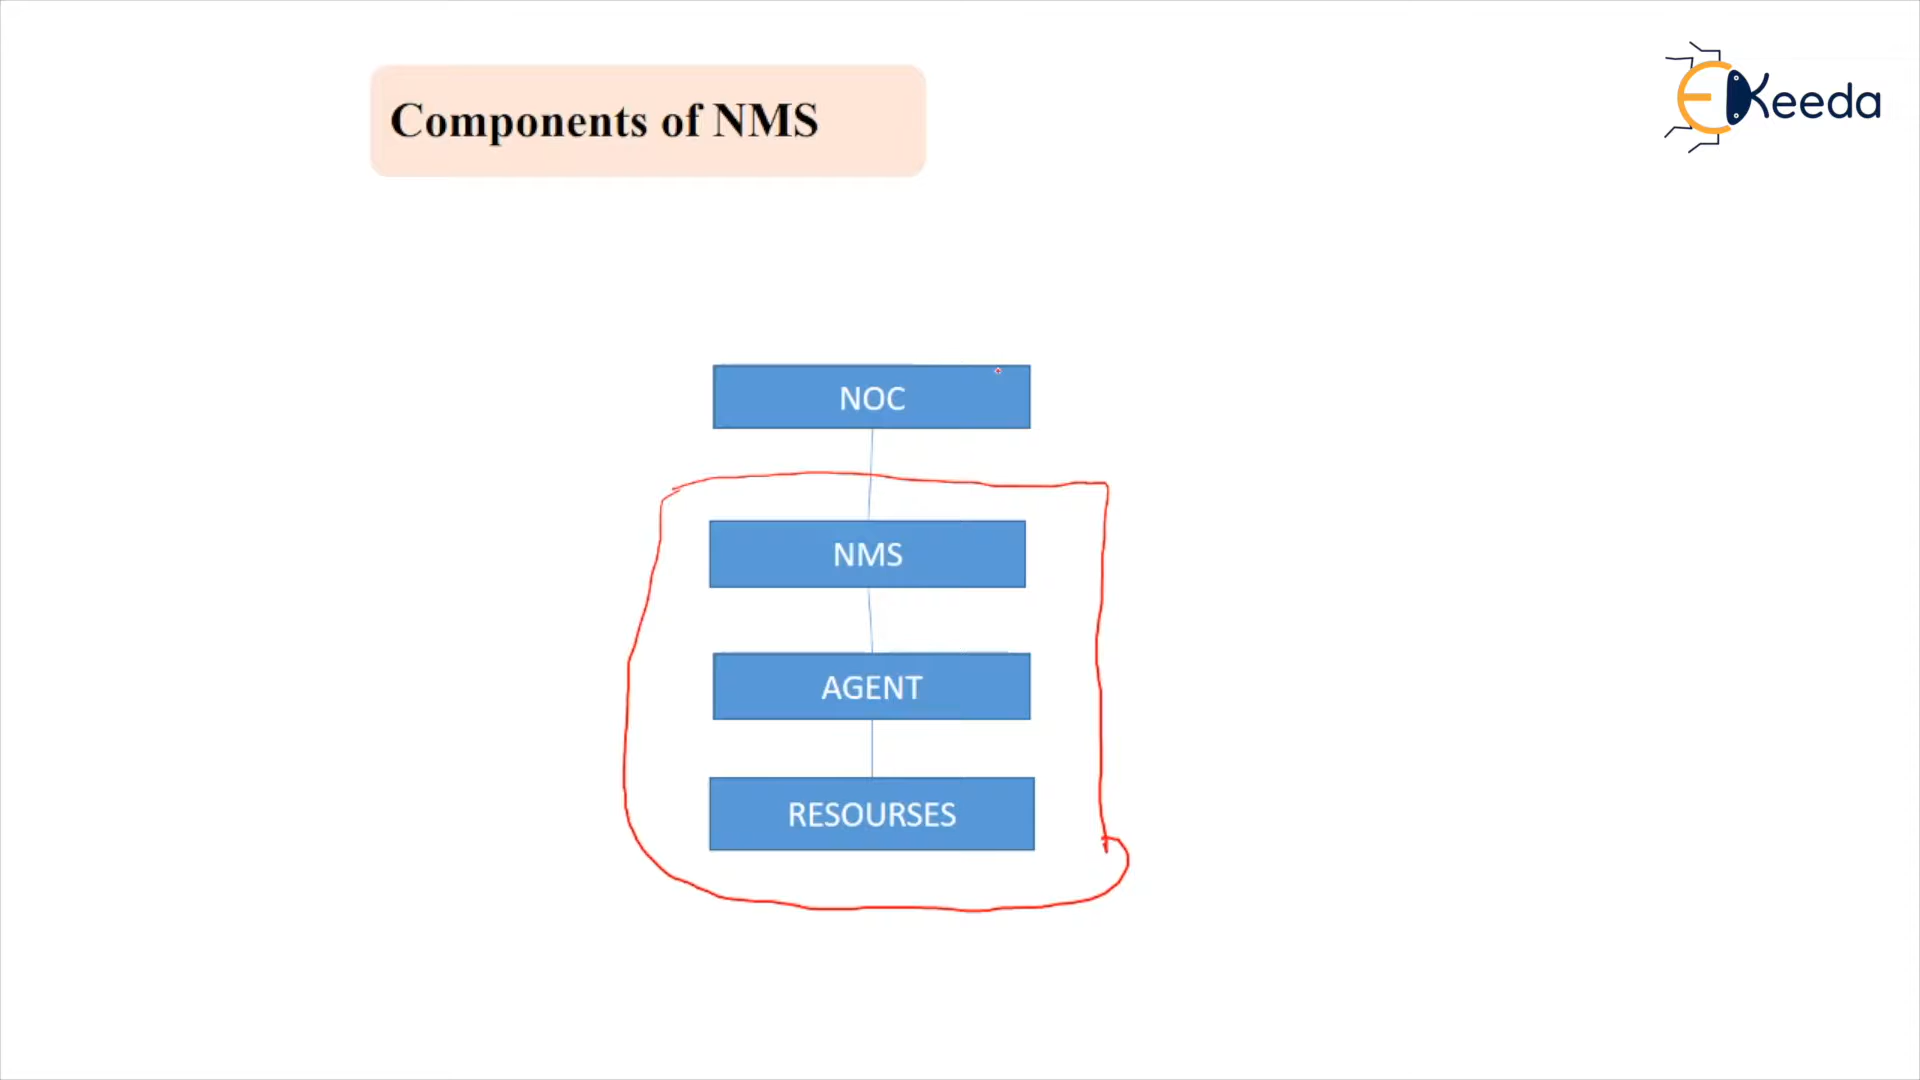 EKeeda
Components of NMS
NOC
NMS
AGENT
RESOURSES